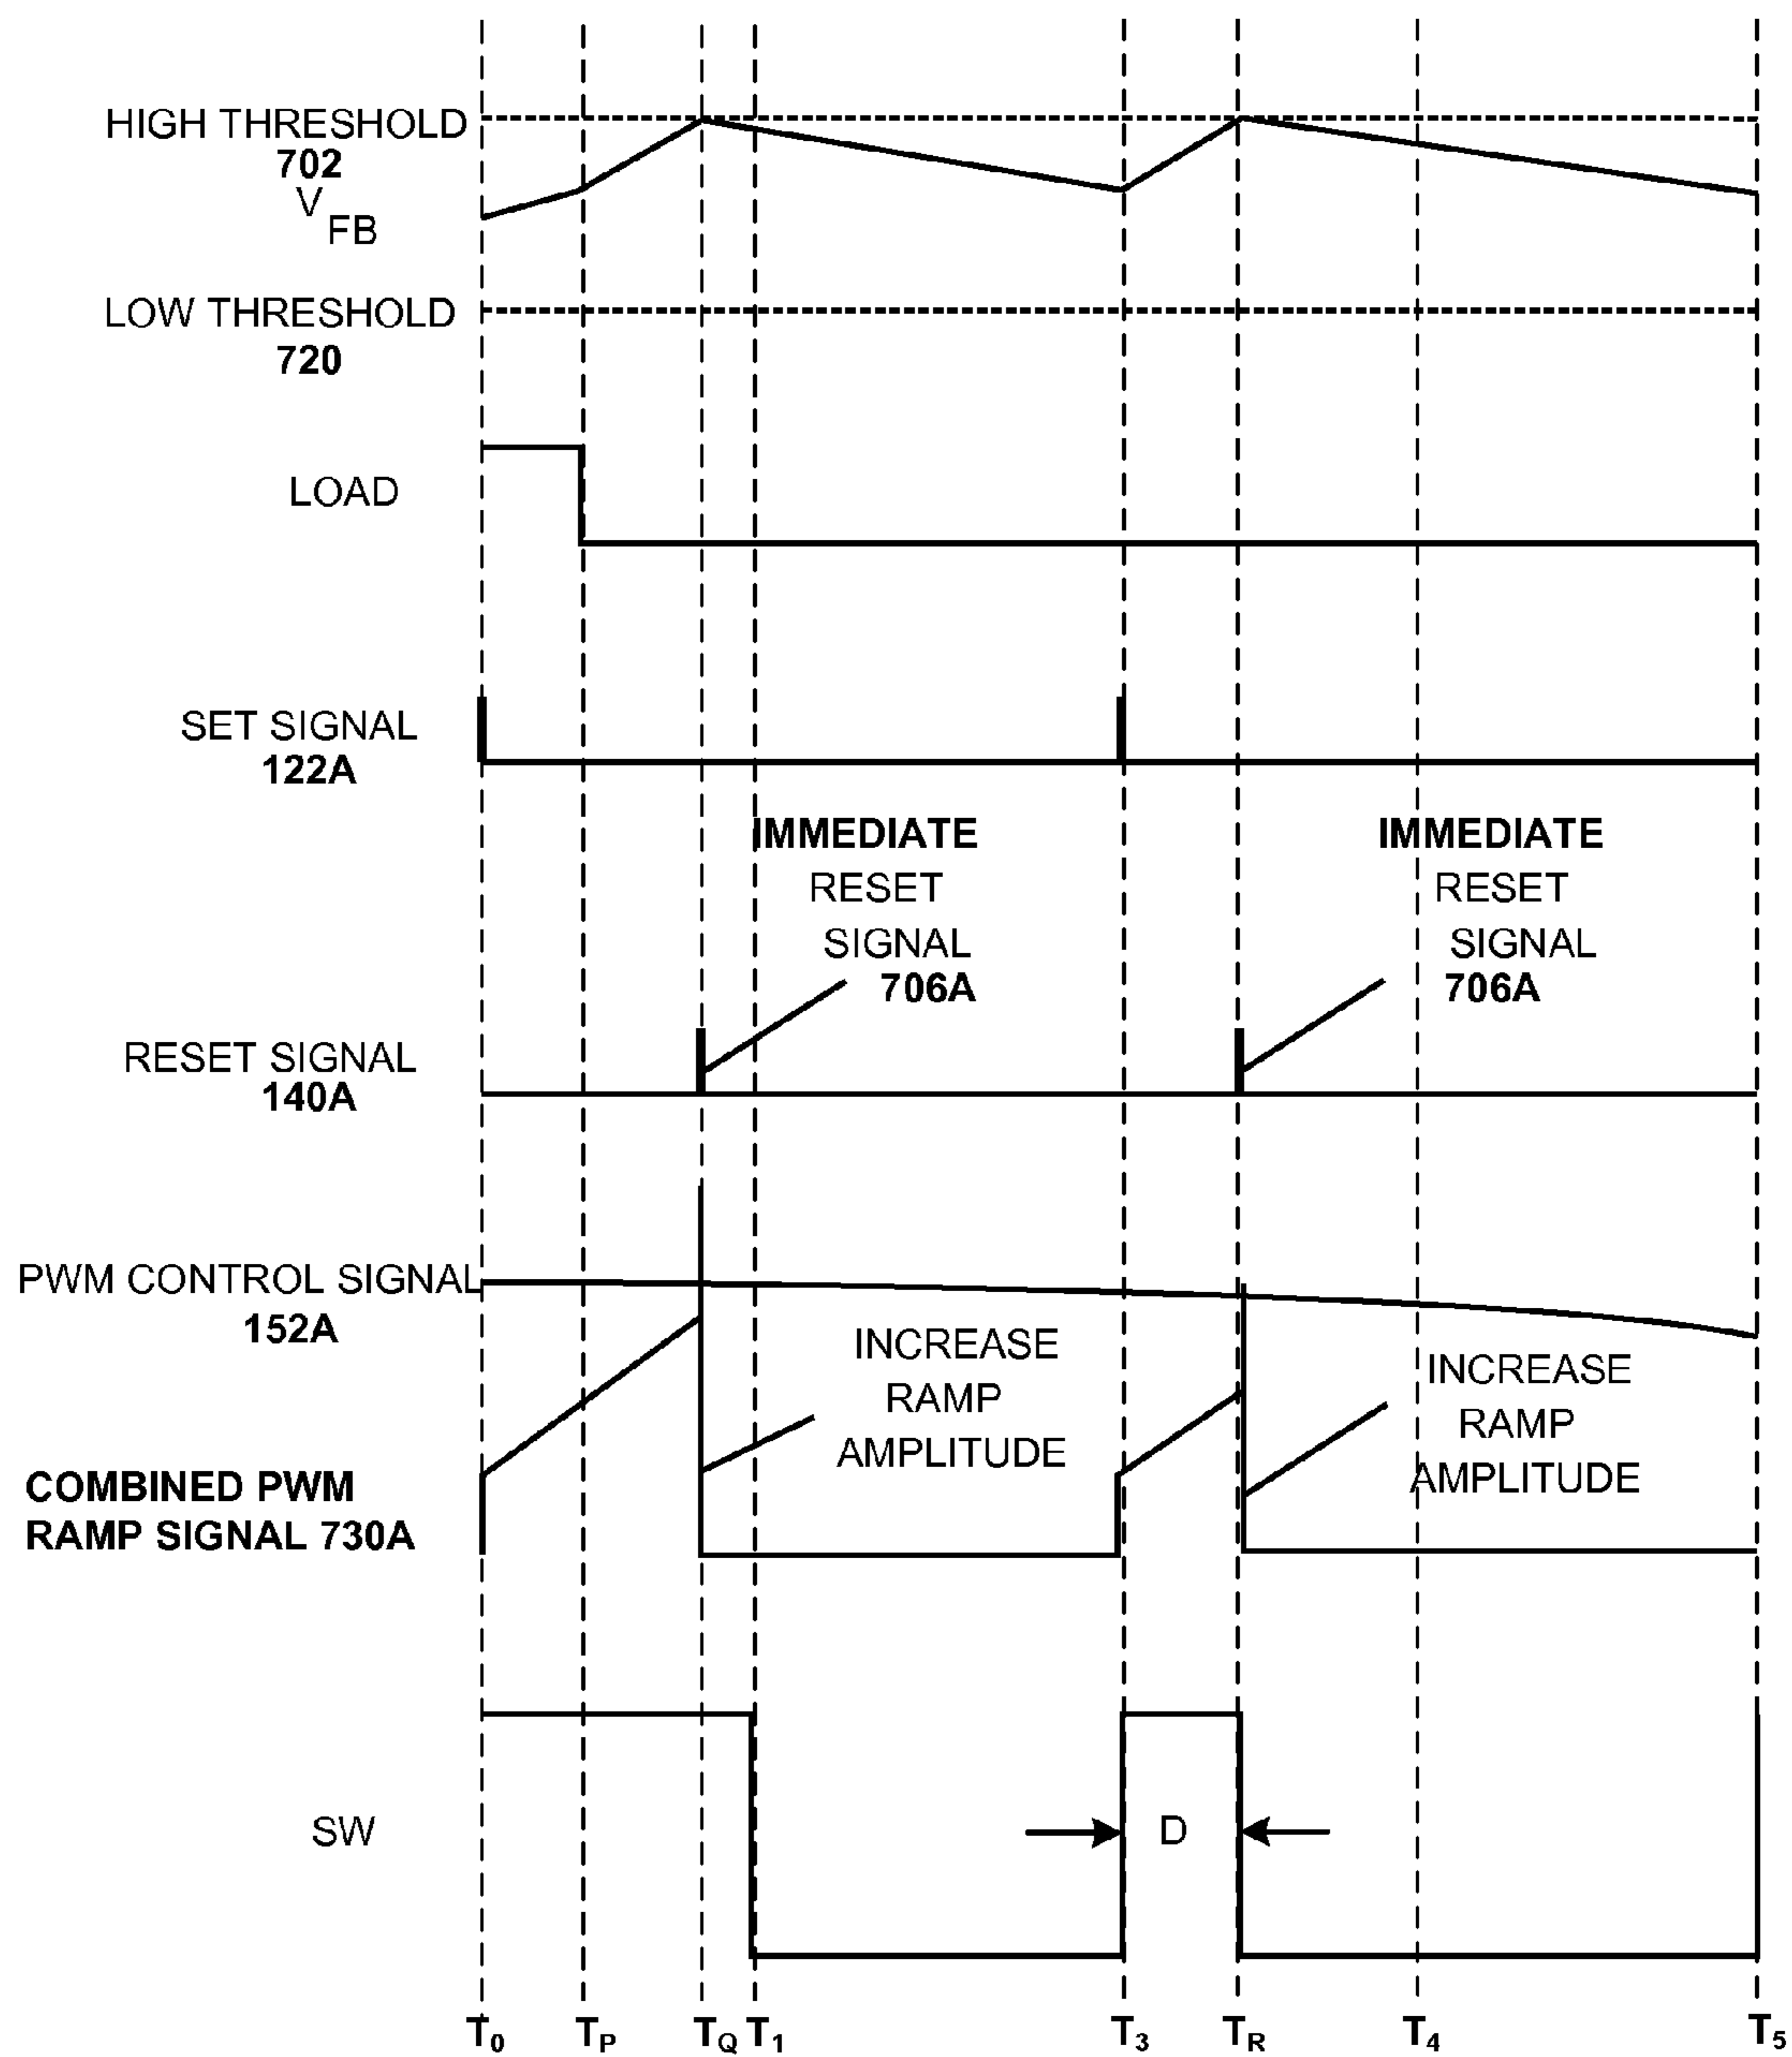 HIGH THRESHOLD
702
V
FB
LOW THRESHOLD
720
LOAD
SET SIGNAL
122A
IMMEDIATE
RESET
SIGNAL
706A
IMMEDIATE
RESET
SIGNAL
706A
RESET SIGNAL
140A
PWM CONTROL SIGNAL
152A
INCREASE
RAMP
AMPLITUDE
INCREASE
RAMP
AMPLITUDE
COMBINED PWM
RAMP SIGNAL 730A
SW
D
T0 TP TQ T1 T3 TR T4 T5